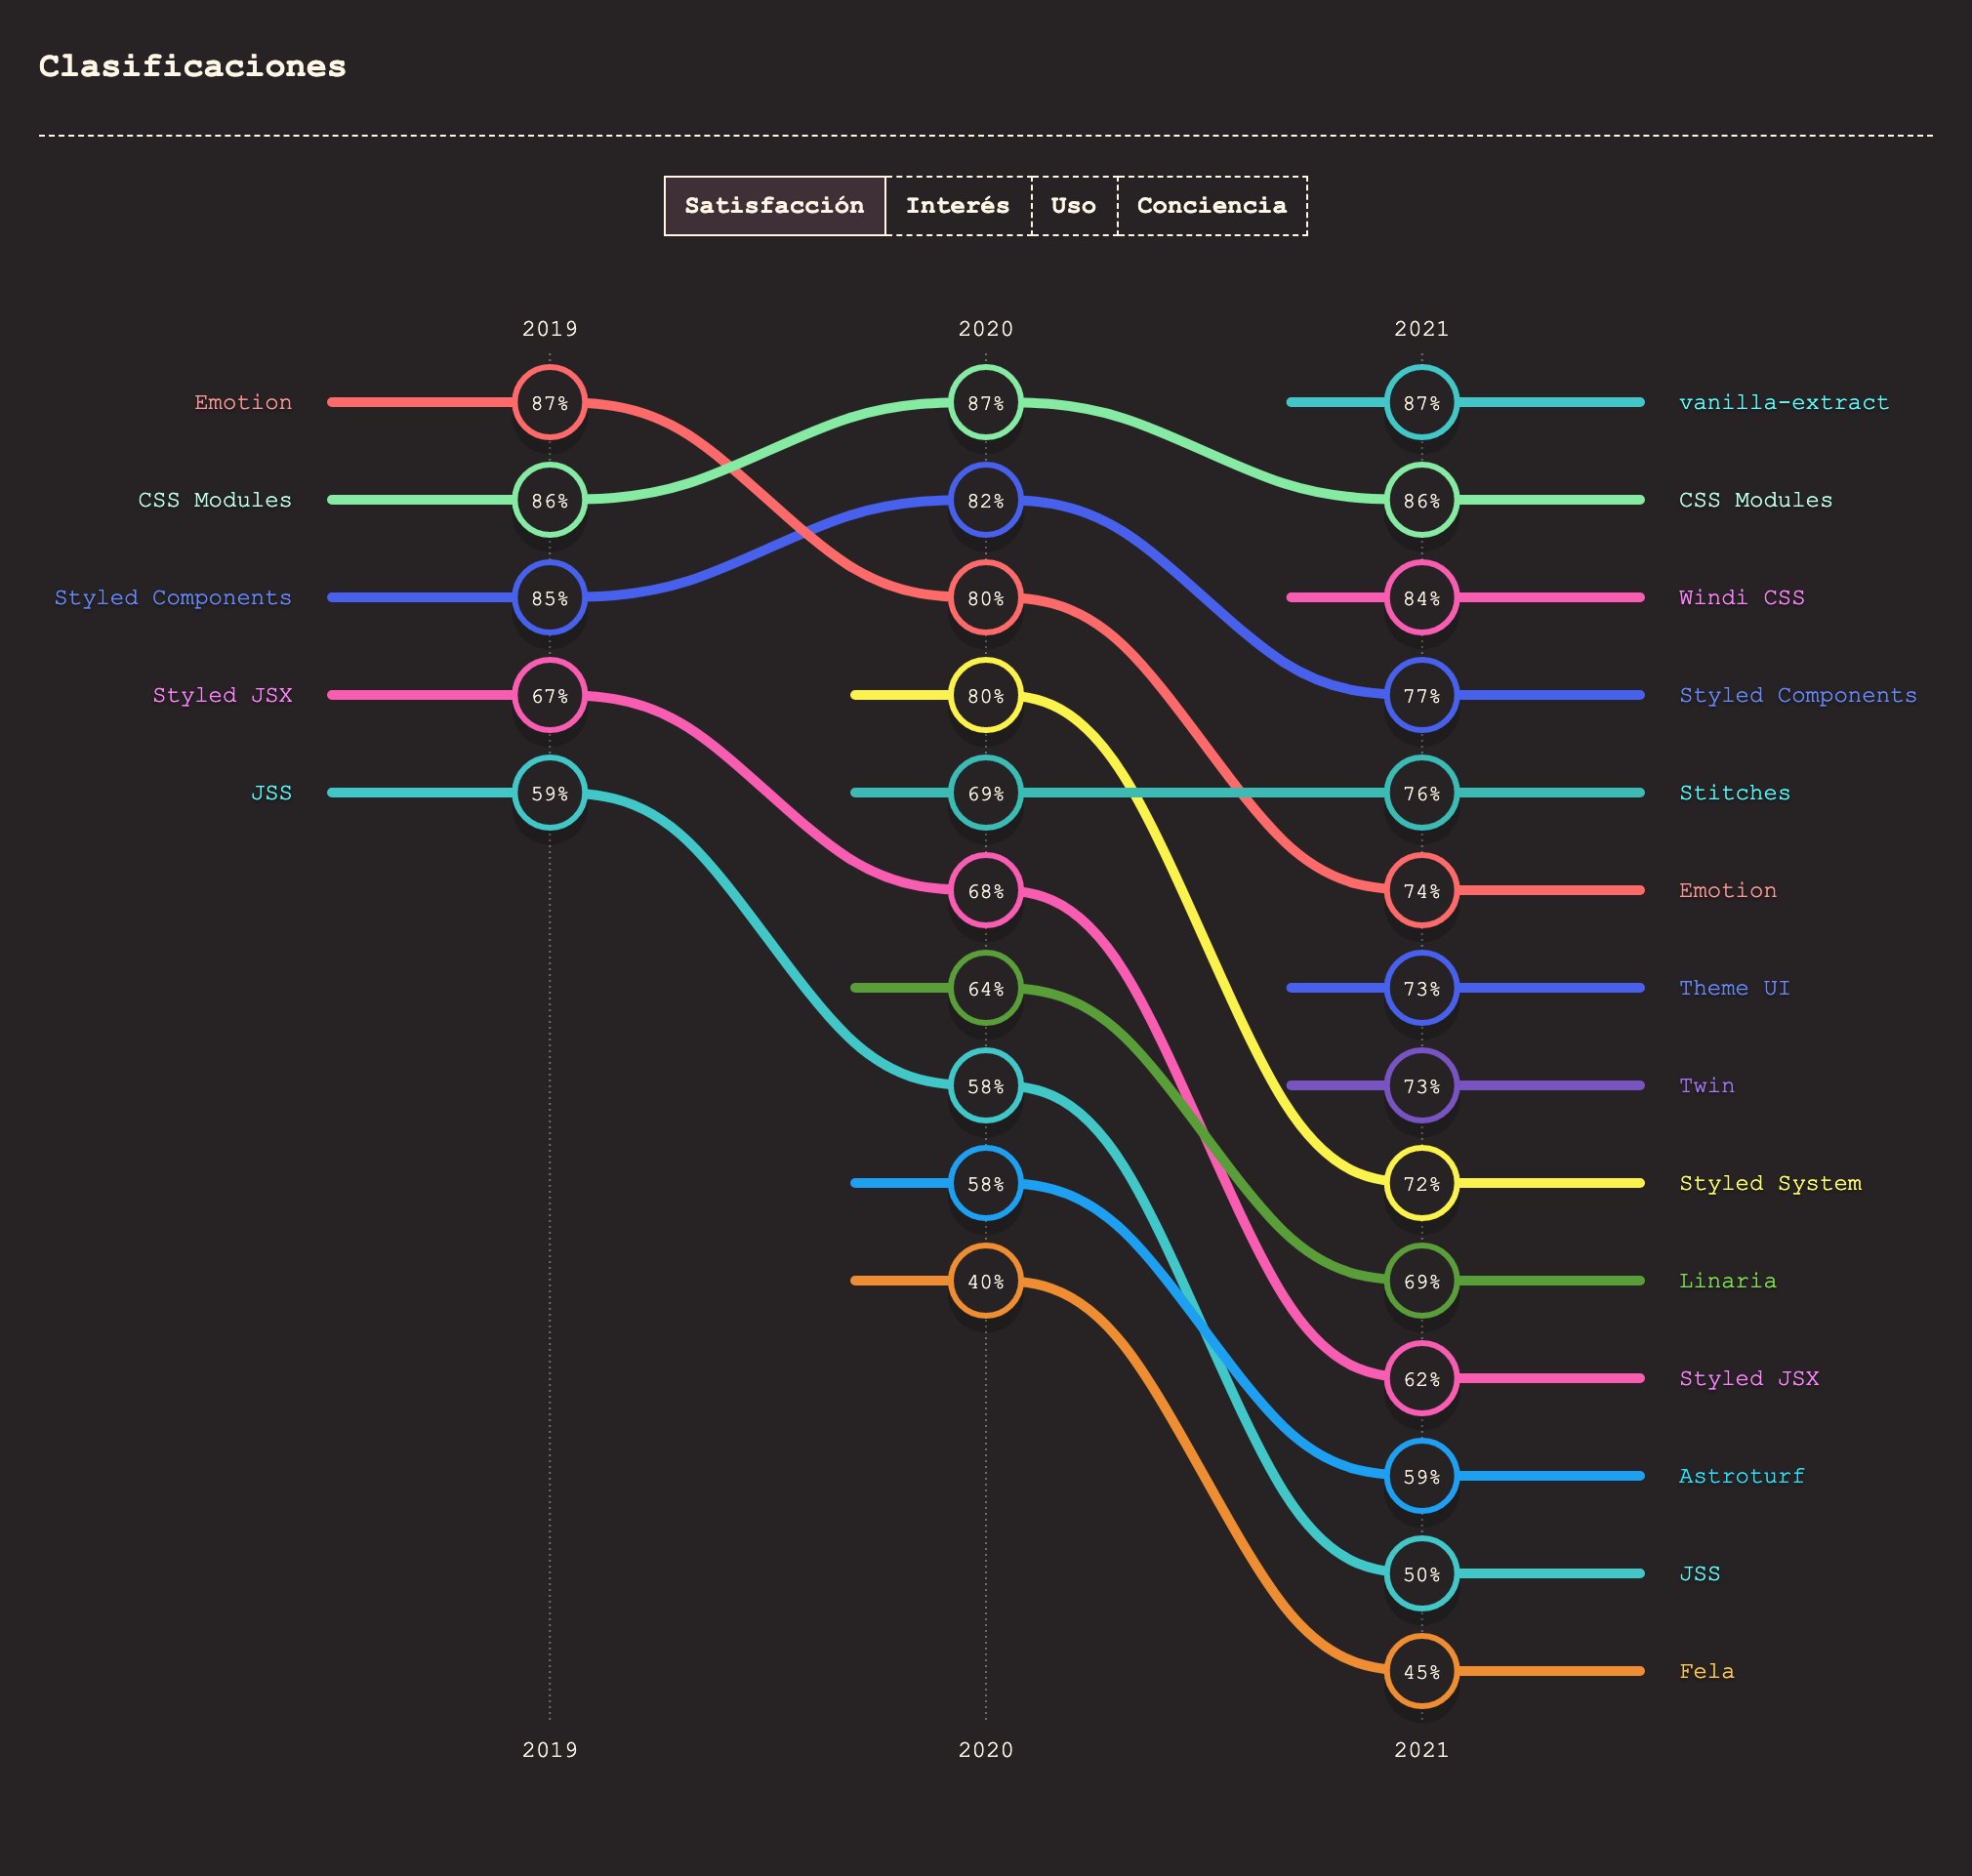 Clasificaciones
Satisfacción Interés Uso Conciencia
2019 2020 2021
Emotion 87% 87% 87% vanilla-extract
CSS Modules 86% 82% 86% CSS Modules
Styled Components 85% 80% 84% Windi CSS
Styled JSX 67% 80% 77% Styled Components
JSS 59% 69% 76% Stitches
68% 74% Emotion
64% 73% Theme UI
58% 73% Twin
58% 72% Styled System
40% 69% Linaria
62% Styled JSX
59% Astroturf
50% JSS
45% Fela
2019 2020 2021